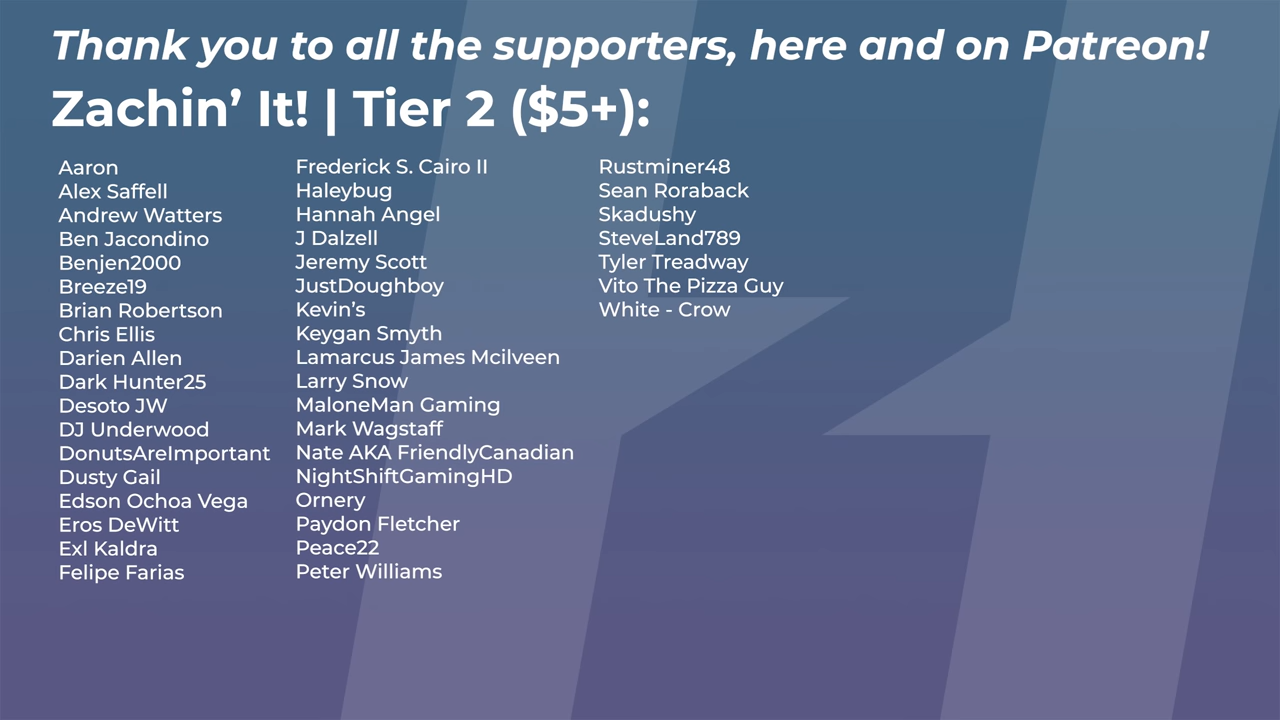 Thank you to all the supporters, here and on Patreon!
Zachin’ It! | Tier 2 ($5+):
Aaron
Alex Saffell
Andrew Watters
Ben Jacondino
Benjen2000
Breeze19
Brian Robertson
Chris Ellis
Darien Allen
Dark Hunter25
Desoto JW
DJ Underwood
DonutsAreImportant
Dusty Gail
Edson Ochoa Vega
Eros DeWitt
Exl Kaldra
Felipe Farias
Frederick S. Cairo II
Haleybug
Hannah Angel
J Dalzell
Jeremy Scott
JustDoughboy
Kevin’s
Keygan Smyth
Lamarcus James Mcilveen
Larry Snow
MaloneMan Gaming
Mark Wagstaff
Nate AKA FriendlyCanadian
NightShiftGamingHD
Ornery
Paydon Fletcher
Peace22
Peter Williams
Rustminer48
Sean Roraback
Skadushy
SteveLand789
Tyler Treadway
Vito The Pizza Guy
White - Crow